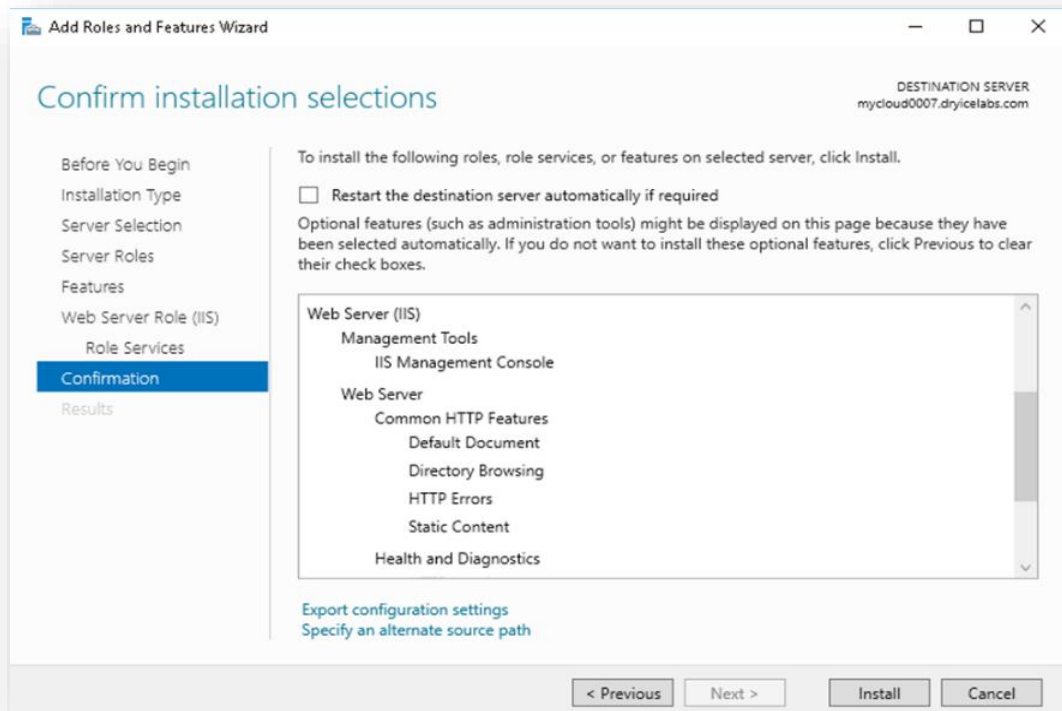 Add Roles and Features Wizard
Confirm installation selections
DESTINATION SERVER
mycloud0007.dryicelabs.com
Before You Begin
Installation Type
Server Selection
Server Roles
Features
Web Server Role (IIS)
Role Services
Confirmation
Results
To install the following roles, role services, or features on selected server, click Install.
Restart the destination server automatically if required
Optional features (such as administration tools) might be displayed on this page because they have
been selected automatically. If you do not want to install these optional features, click Previous to clear
their check boxes.
Web Server (IIS)
Management Tools
IIS Management Console
Web Server
Common HTTP Features
Default Document
Directory Browsing
HTTP Errors
Static Content
Health and Diagnostics
Export configuration settings
Specify an alternate source path
< Previous
Next >
Install
Cancel